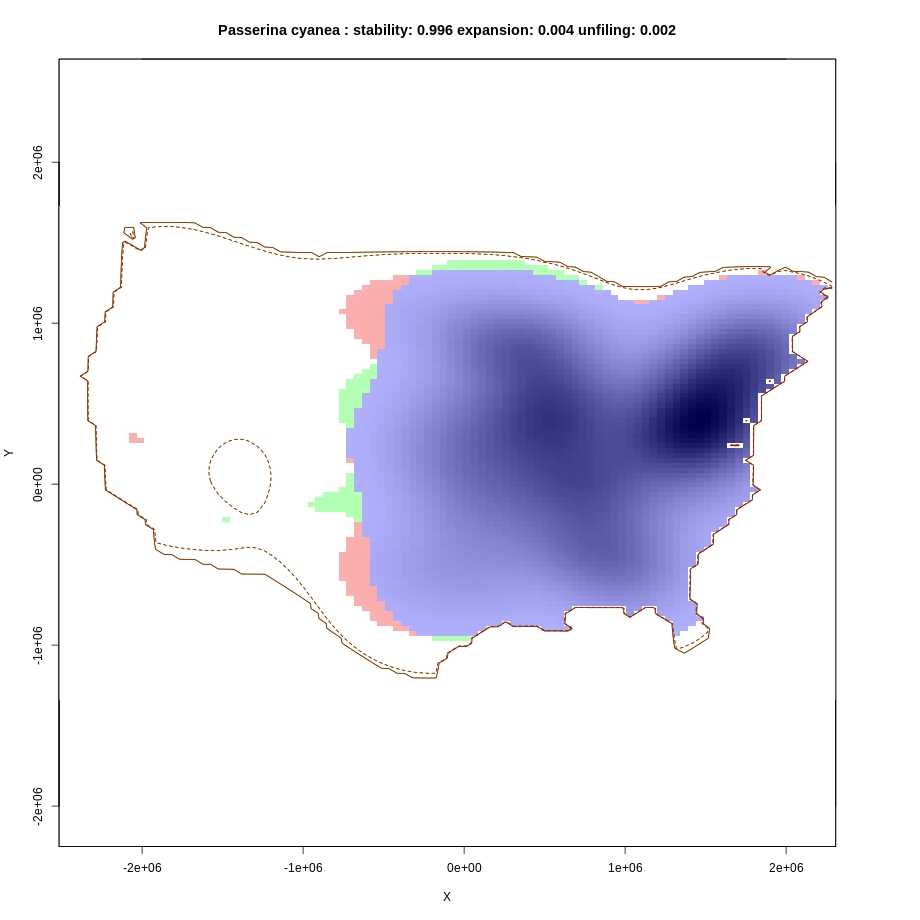 Passerina cyanea : stability: 0.996 expansion: 0.004 unfiling: 0.002
2e+06
1e+06
0e+00
-1e+06
-2e+06
Y
-2e+06 -1e+06 0e+00 1e+06 2e+06
X